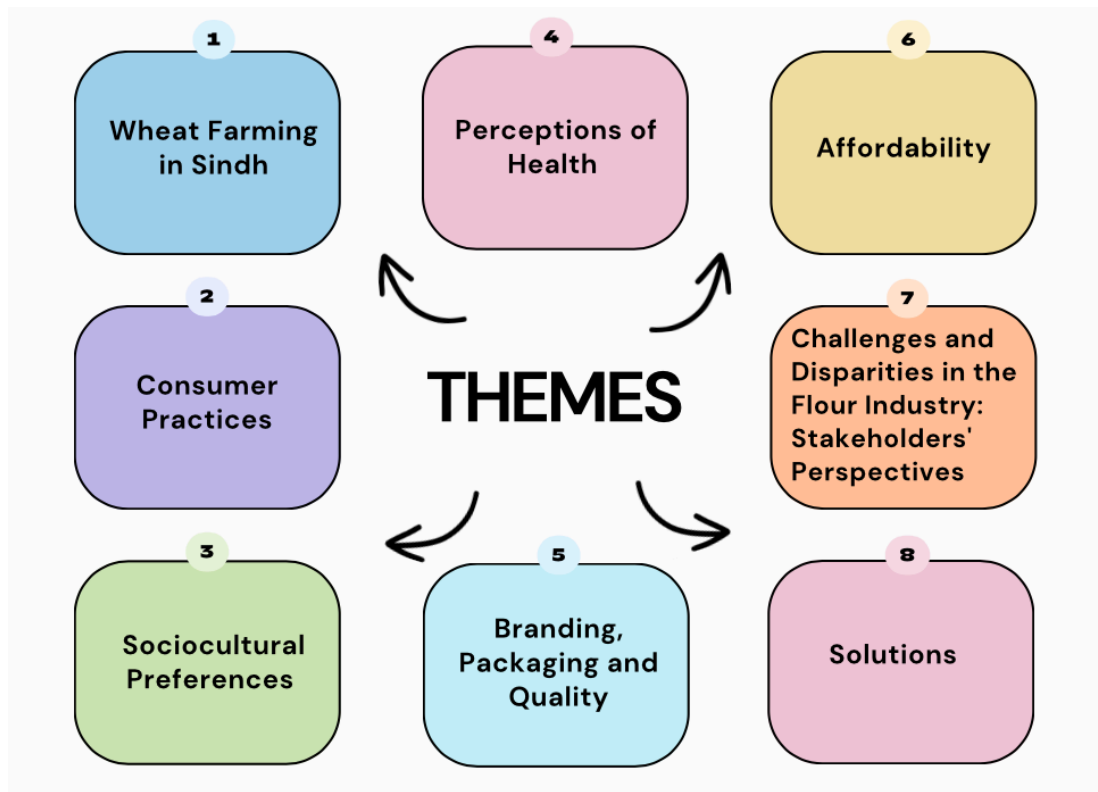 1
Wheat Farming
in Sindh
2
Consumer
Practices
3
Sociocultural
Preferences
4
Perceptions of
Health
THEMES
5
Branding,
Packaging and
Quality
6
Affordability
7
Challenges and
Disparities in the
Flour Industry:
Stakeholders'
Perspectives
8
Solutions